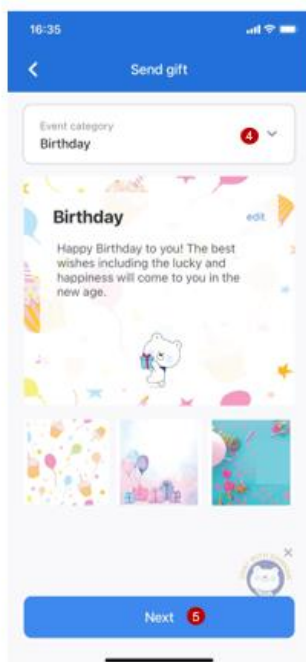 16:35
Send gift
Event category
Birthday
4
Birthday
edit
Happy Birthday to you! The best
wishes including the lucky and
happiness will come to you in the
new age.
Next 5